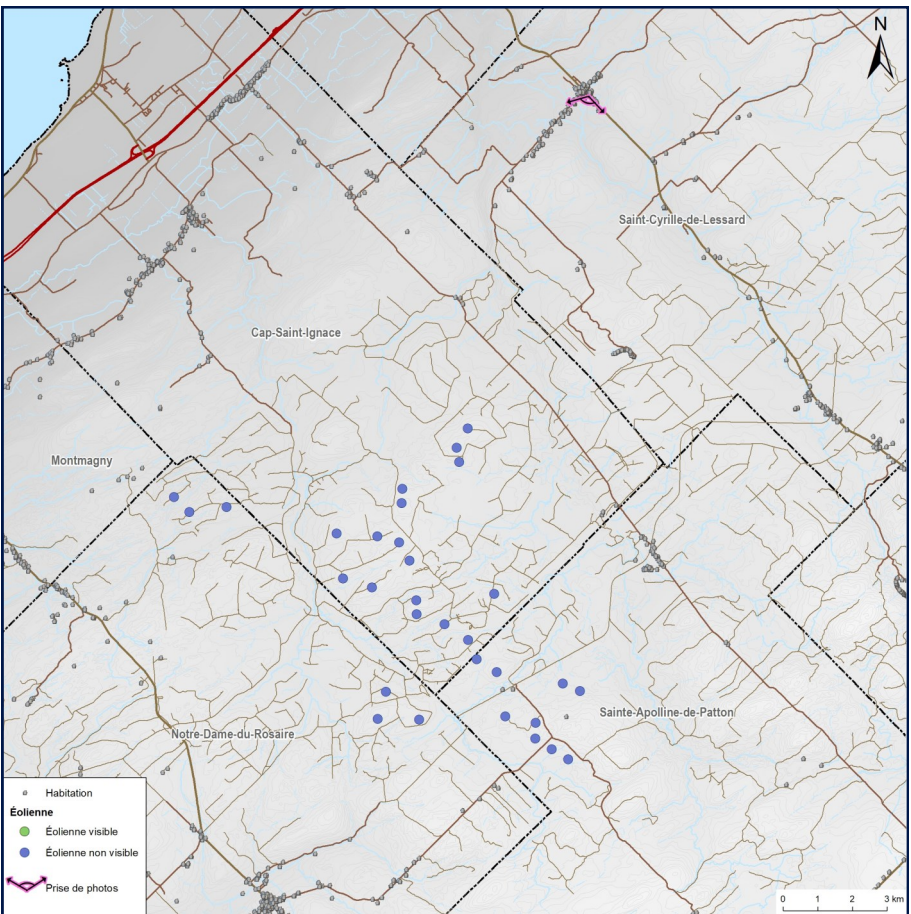 N
Saint-Cyrille-de-Lessard
Cap-Saint-Ignace
Montmagny
Sainte-Apolline-de-Patton
Notre-Dame-du-Rosaire
Habitation
Éolienne
Éolienne visible
Éolienne non visible
Prise de photos
0 1 2 3 km